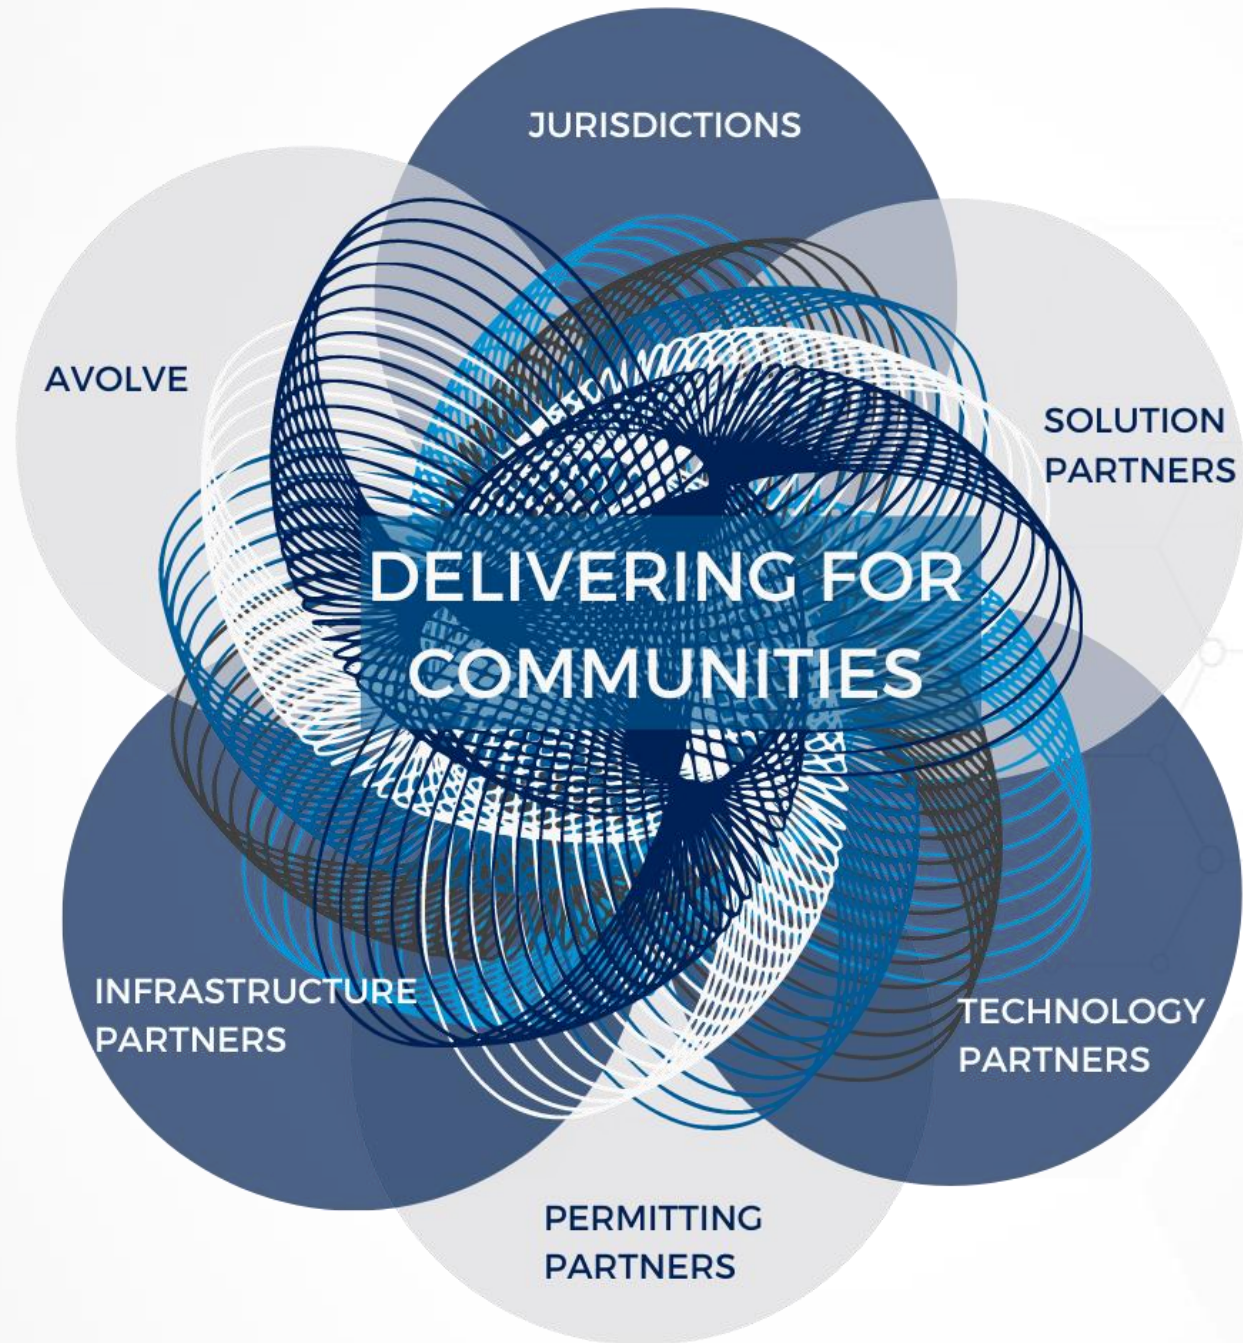 JURISDICTIONS
AVOLVE
SOLUTION
PARTNERS
DELIVERING FOR
COMMUNITIES
INFRASTRUCTURE
PARTNERS
TECHNOLOGY
PARTNERS
PERMITTING
PARTNERS